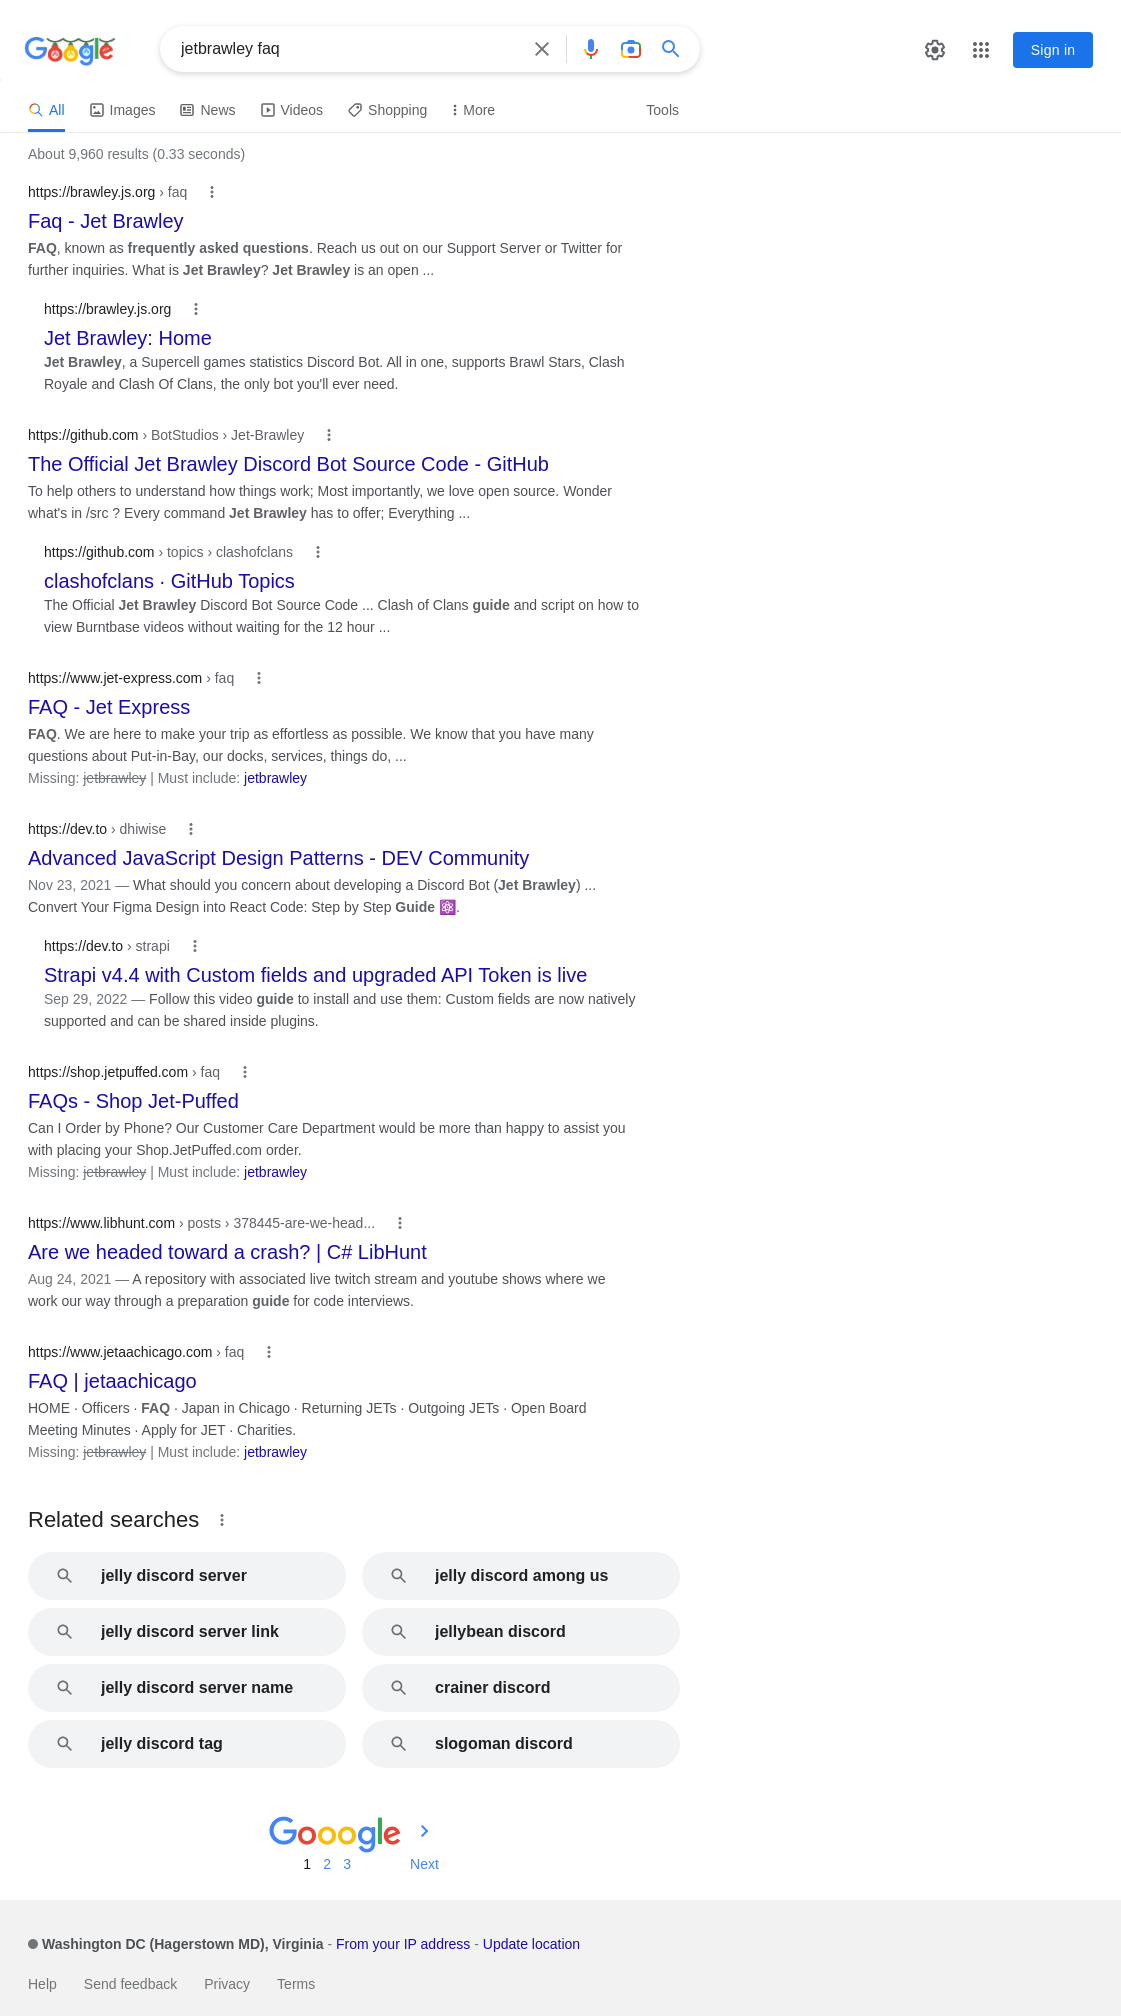 Google
jetbrawley faq
Sign in
All Images News Videos Shopping More Tools
About 9,960 results (0.33 seconds)
https://brawley.js.org › faq
Faq - Jet Brawley
FAQ, known as frequently asked questions. Reach us out on our Support Server or Twitter for
further inquiries. What is Jet Brawley? Jet Brawley is an open ...
https://brawley.js.org
Jet Brawley: Home
Jet Brawley, a Supercell games statistics Discord Bot. All in one, supports Brawl Stars, Clash
Royale and Clash Of Clans, the only bot you'll ever need.
https://github.com › BotStudios › Jet-Brawley
The Official Jet Brawley Discord Bot Source Code - GitHub
To help others to understand how things work; Most importantly, we love open source. Wonder
what's in /src ? Every command Jet Brawley has to offer; Everything ...
https://github.com › topics › clashofclans
clashofclans · GitHub Topics
The Official Jet Brawley Discord Bot Source Code ... Clash of Clans guide and script on how to
view Burntbase videos without waiting for the 12 hour ...
https://www.jet-express.com › faq
FAQ - Jet Express
FAQ. We are here to make your trip as effortless as possible. We know that you have many
questions about Put-in-Bay, our docks, services, things do, ...
Missing: jetbrawley | Must include: jetbrawley
https://dev.to › dhiwise
Advanced JavaScript Design Patterns - DEV Community
Nov 23, 2021 — What should you concern about developing a Discord Bot (Jet Brawley) ...
Convert Your Figma Design into React Code: Step by Step Guide ⚛️.
https://dev.to › strapi
Strapi v4.4 with Custom fields and upgraded API Token is live
Sep 29, 2022 — Follow this video guide to install and use them: Custom fields are now natively
supported and can be shared inside plugins.
https://shop.jetpuffed.com › faq
FAQs - Shop Jet-Puffed
Can I Order by Phone? Our Customer Care Department would be more than happy to assist you
with placing your Shop.JetPuffed.com order.
Missing: jetbrawley | Must include: jetbrawley
https://www.libhunt.com › posts › 378445-are-we-head...
Are we headed toward a crash? | C# LibHunt
Aug 24, 2021 — A repository with associated live twitch stream and youtube shows where we
work our way through a preparation guide for code interviews.
https://www.jetaachicago.com › faq
FAQ | jetaachicago
HOME · Officers · FAQ · Japan in Chicago · Returning JETs · Outgoing JETs · Open Board
Meeting Minutes · Apply for JET · Charities.
Missing: jetbrawley | Must include: jetbrawley
Related searches
jelly discord server
jelly discord among us
jelly discord server link
jellybean discord
jelly discord server name
crainer discord
jelly discord tag
slogoman discord
Gooogle
1 2 3 Next
Washington DC (Hagerstown MD), Virginia - From your IP address - Update location
Help Send feedback Privacy Terms